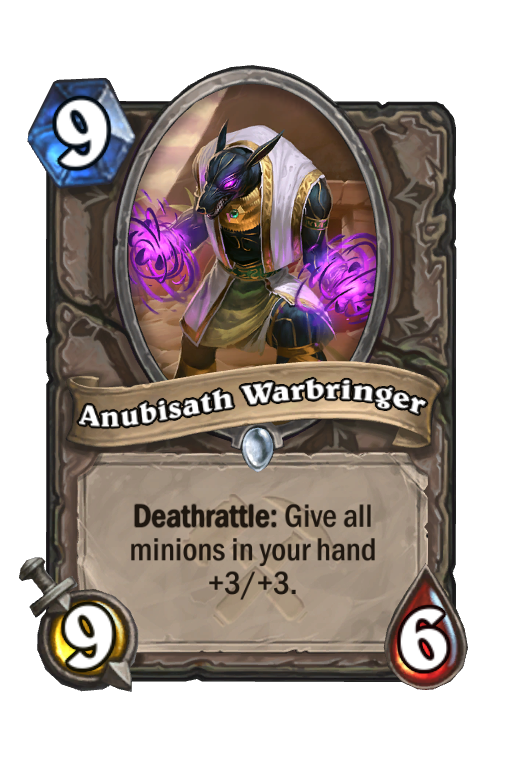 9
Anubisath Warbringer
Deathrattle: Give all
minions in your hand
+3/+3.
9
6